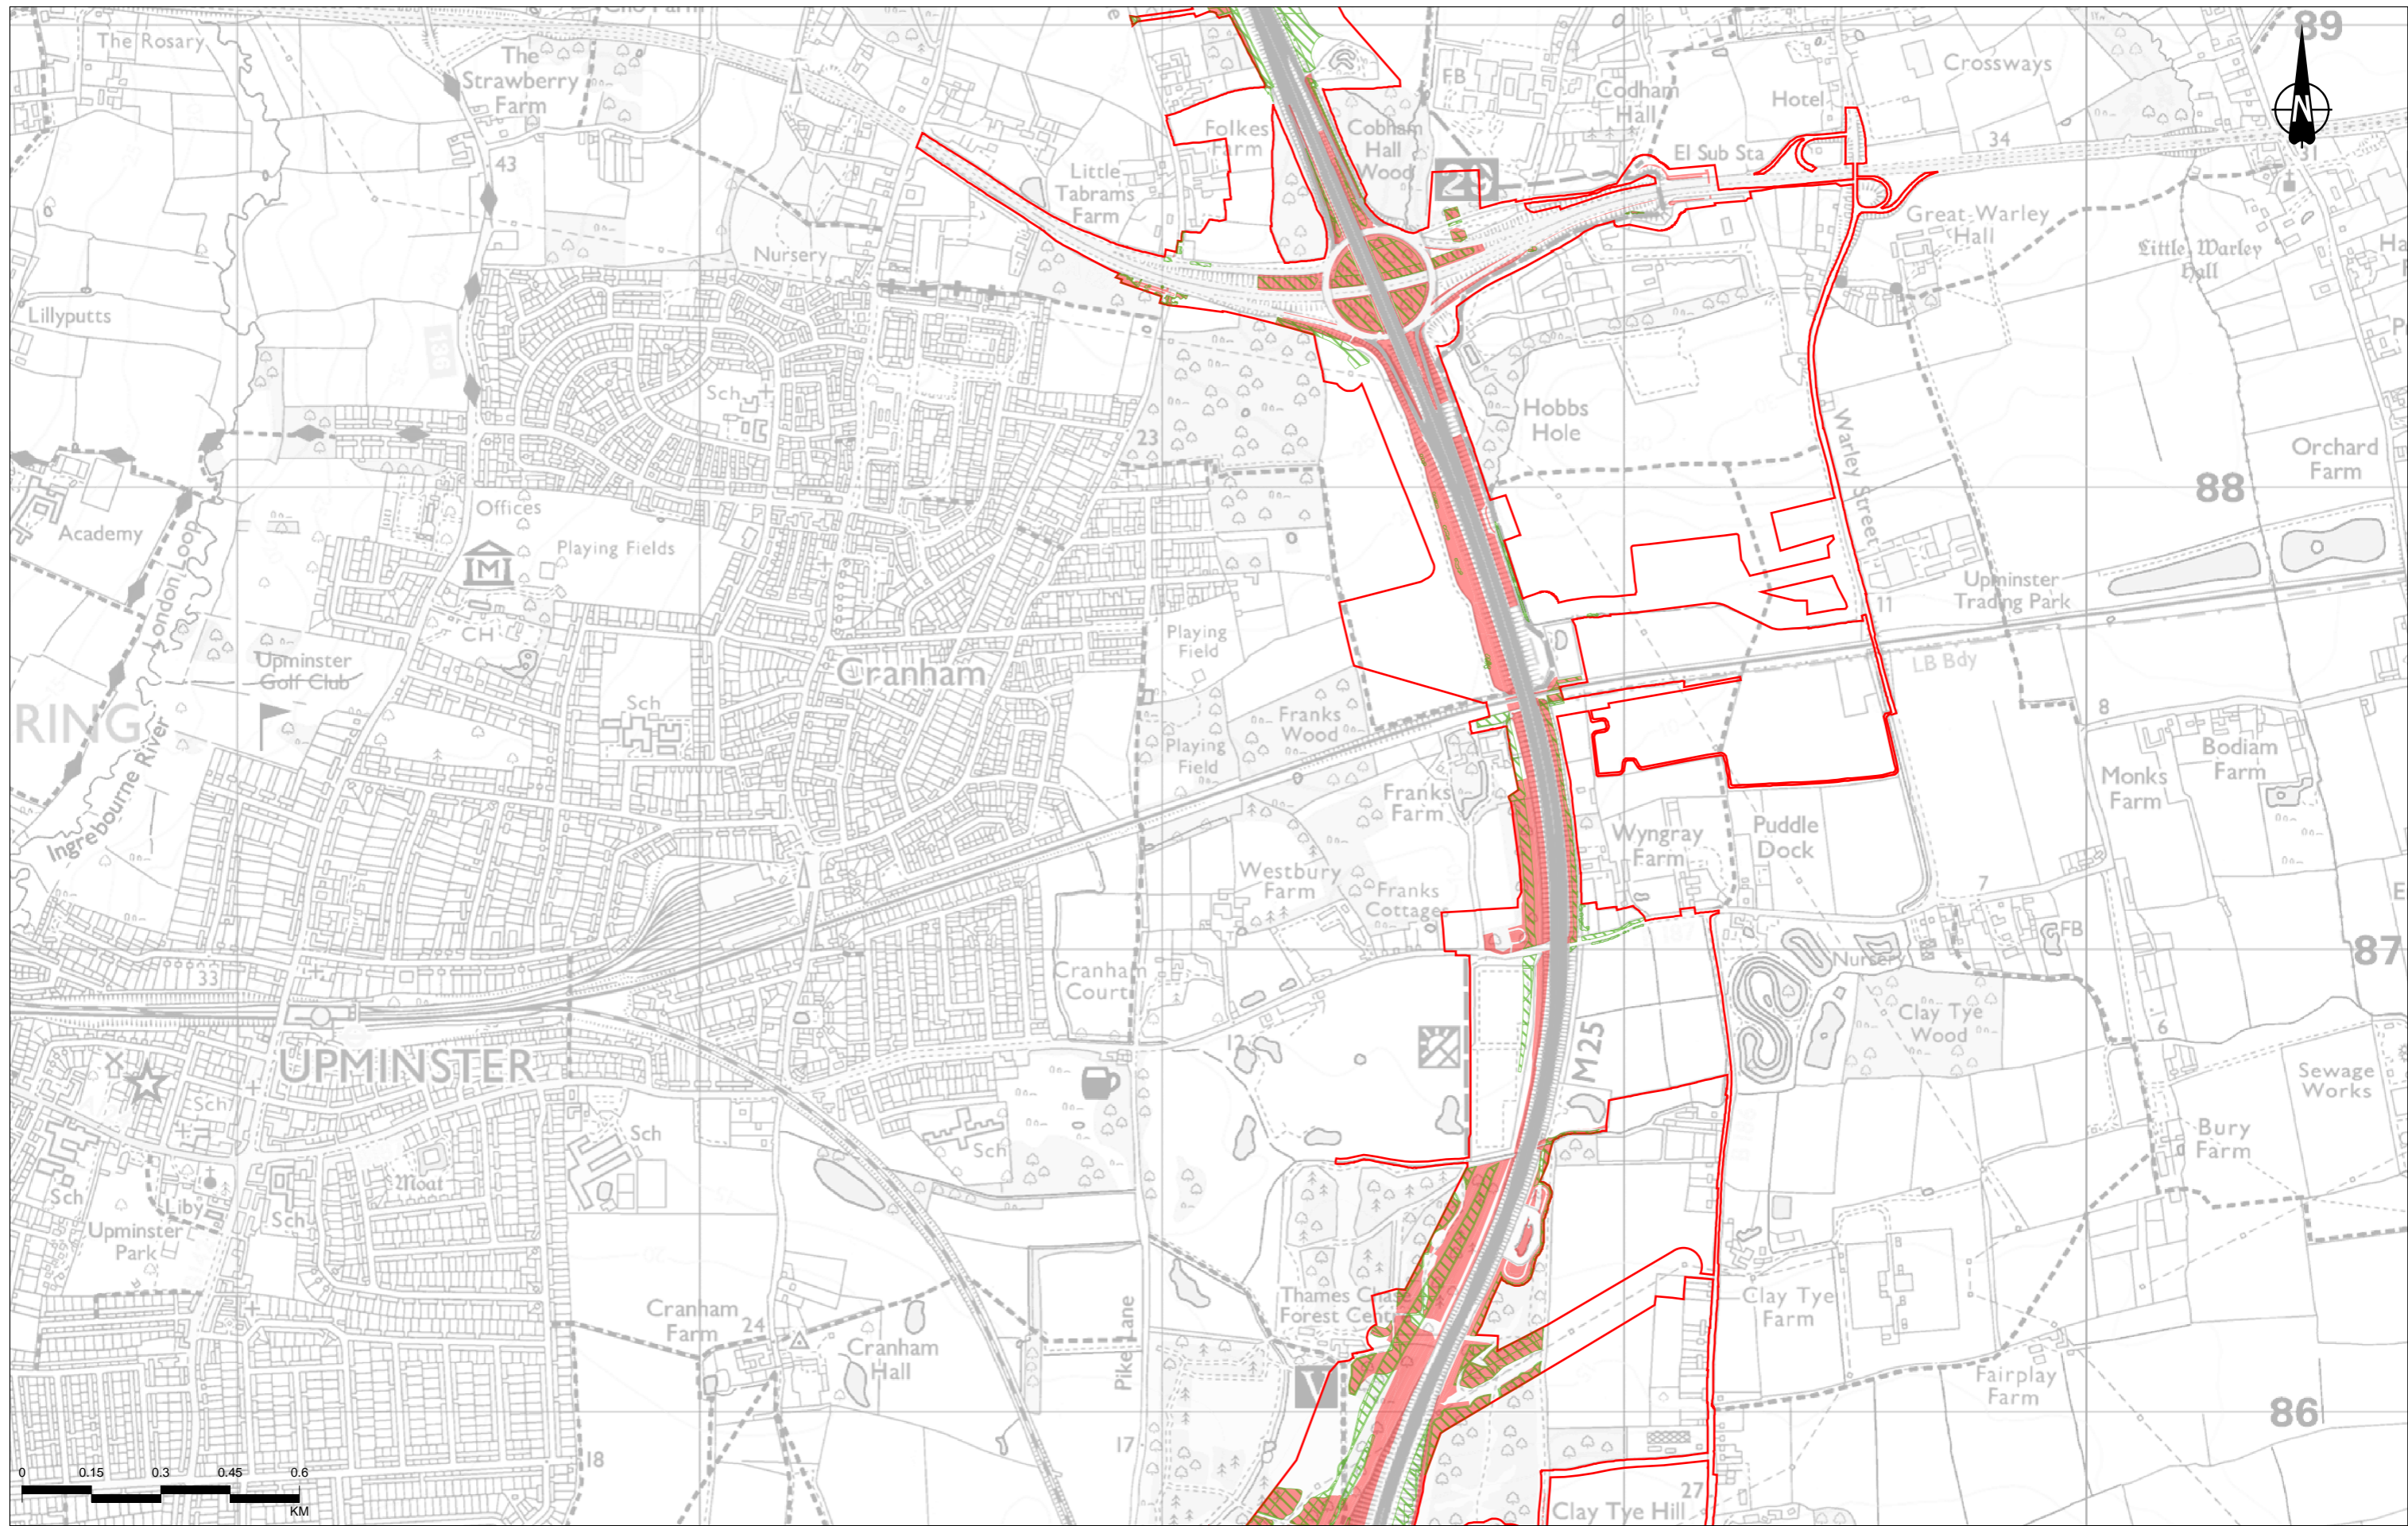 The Rosary
The
Strawberry
Farm
43
Lillyputts
Nursery
Little
Tabrams
Farm
Folkes
Farm
Cobham
Hall
Wood
FB
29
Codham
Hall
El Sub Sta
Hotel
Crossways
89
N
34
31
Great Warley
Hall
Little Warley
Hall
Sch
23
Hobbs
Hole
Warley Street
Orchard
Farm
88
Academy
London Loop
Offices
M
Playing Fields
CH
Upminster
Golf Club
RING
Ingrebourne River
Sch
Cranham
Playing
Field
Playing
Field
Franks
Wood
Upminster
Trading Park
11
LB Bdy
8
Bodiam
Farm
Monks
Farm
Franks
Farm
Wyngray
Farm
Puddle
Dock
Westbury
Farm
Franks
Cottages
7
FB
87
33
Cranham
Court
Nursery
Clay Tye
Wood
12
M25
6
Sewage
Works
UPMINSTER
Sch
Sch
Sch
Bury
Farm
Moat
Sch
Liby
Sch
Upminster
Park
Cranham
Farm
24
Cranham
Hall
Pike Lane
Thames Chase
Forest Cent
V
Clay Tye
Farm
Fairplay
Farm
86
18
17
27
Clay Tye Hill
0 0.15 0.3 0.45 0.6
KM